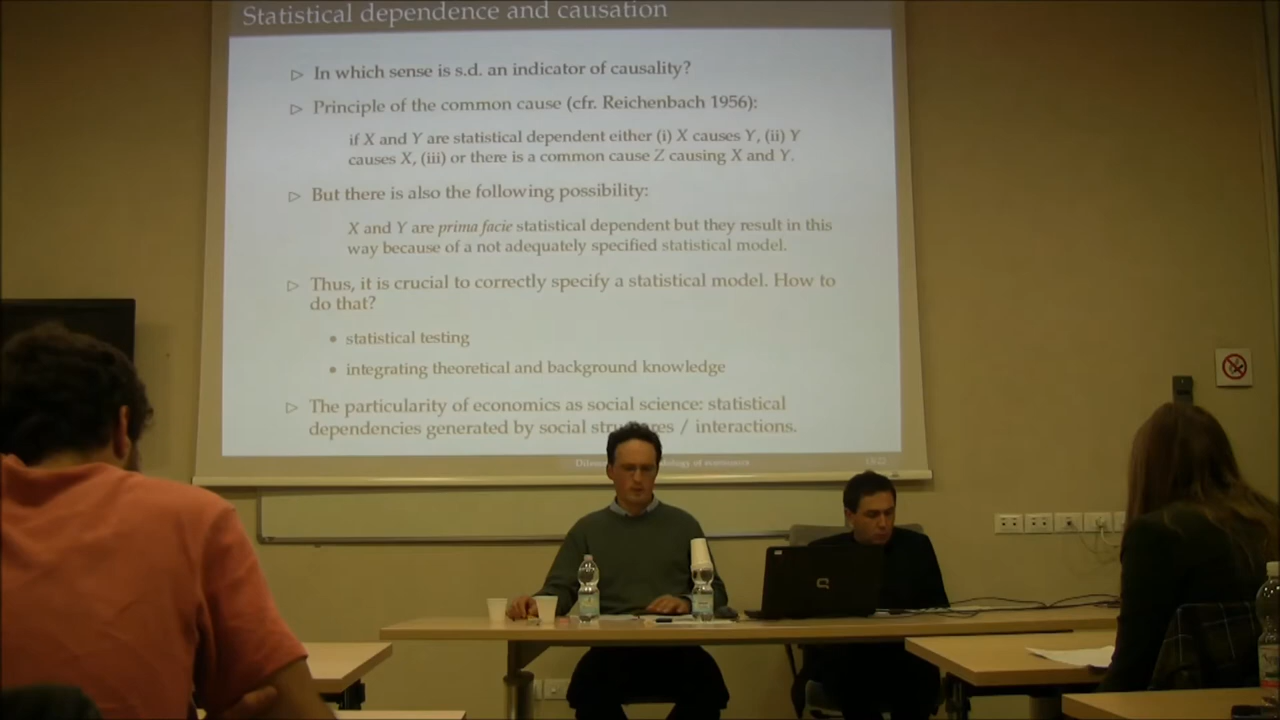 Statistical dependence and causation
▷ In which sense is s.d. an indicator of causality?
▷ Principle of the common cause (cfr. Reichenbach 1956):
if X and Y are statistical dependent either (i) X causes Y, (ii) Y
causes X, (iii) or there is a common cause Z causing X and Y.
▷ But there is also the following possibility:
X and Y are prima facie statistical dependent but they result in this
way because of a not adequately specified statistical model.
▷ Thus, it is crucial to correctly specify a statistical model. How to
do that?
• statistical testing
• integrating theoretical and background knowledge
▷ The particularity of economics as social science: statistical
dependencies generated by social / interactions.
of economics